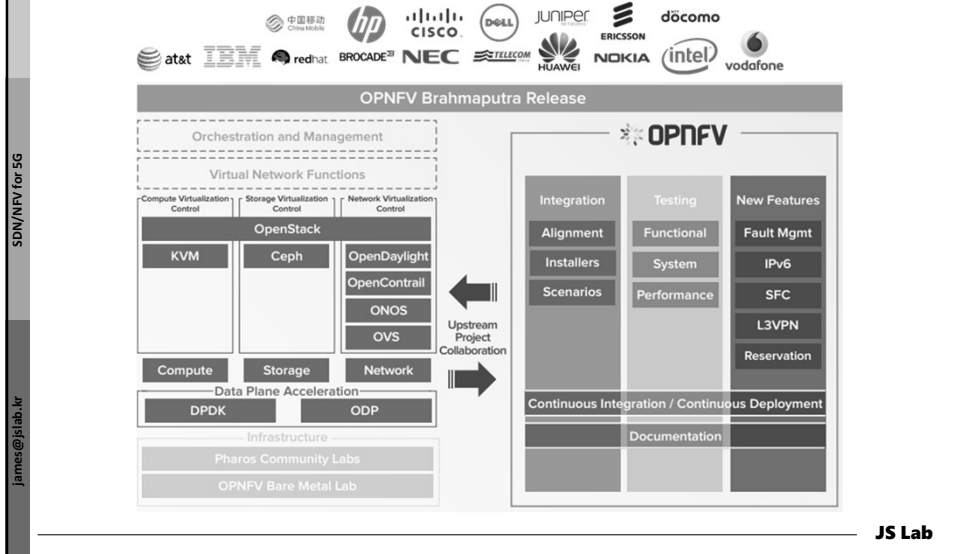 中国移动
China Mobile
hp
CISCO
DELL
JUNIPER
NETWORKS
ERICSSON
döcomo
at&t
IBM
redhat
BROCADE
NEC
TELECOM
HUAWEI
NOKIA
intel
vodafone
OPNFV Brahmaputra Release
Orchestration and Management
Virtual Network Functions
Compute Virtualization
Control
Storage Virtualization
Control
Network Virtualization
Control
OpenStack
KVM
Ceph
OpenDaylight
OpenContrail
ONOS
OVS
Compute
Storage
Network
Data Plane Acceleration
DPDK
ODP
Infrastructure
Pharos Community Labs
OPNFV Bare Metal Lab
Upstream
Project
Collaboration
OPNFV
Integration
Alignment
Installers
Scenarios
Testing
Functional
System
Performance
New Features
Fault Mgmt
IPv6
SFC
L3VPN
Reservation
Continuous Integration / Continuous Deployment
Documentation
SDN/NFV for 5G
james@jslab.kr
JS Lab